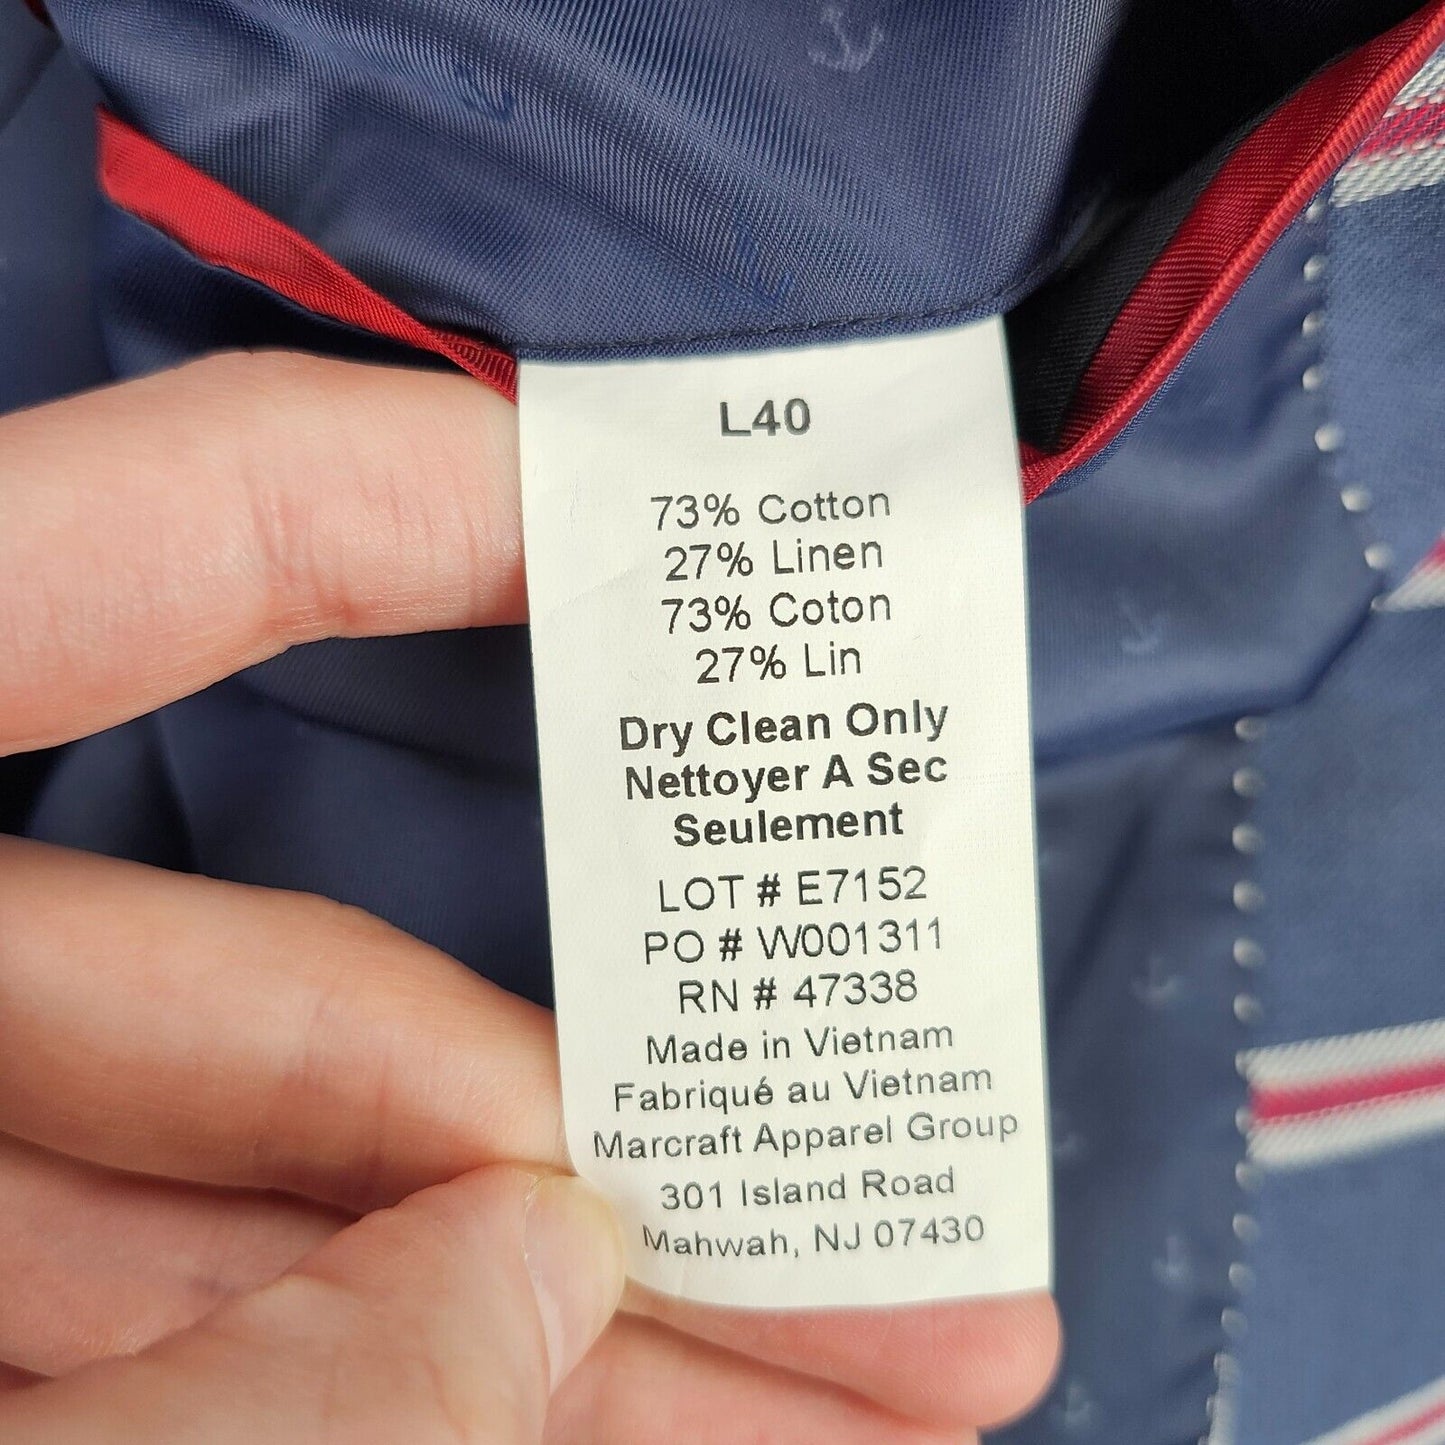 L40
73% Cotton
27% Linen
73% Coton
27% Lin
Dry Clean Only
Nettoyer A Sec
Seulement
LOT # E7152
PO # W001311
RN # 47338
Made in Vietnam
Fabriqué au Vietnam
Marcraft Apparel Group
301 Island Road
Mahwah, NJ 07430